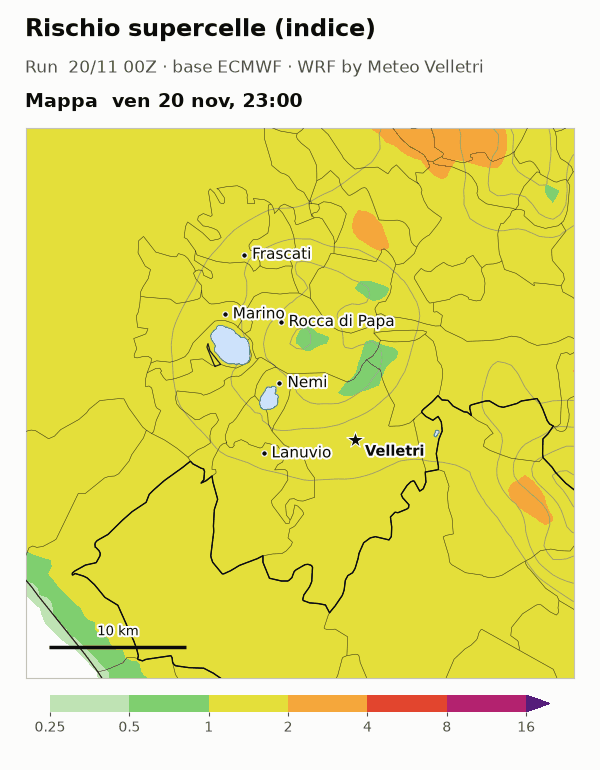 Rischio supercelle (indice)
Run  20/11 00Z · base ECMWF · WRF by Meteo Velletri
Mappa  ven 20 nov, 23:00
Frascati
Marino
Rocca di Papa
Nemi
Velletri
Lanuvio
10 km
0.25 0.5 1 2 4 8 16